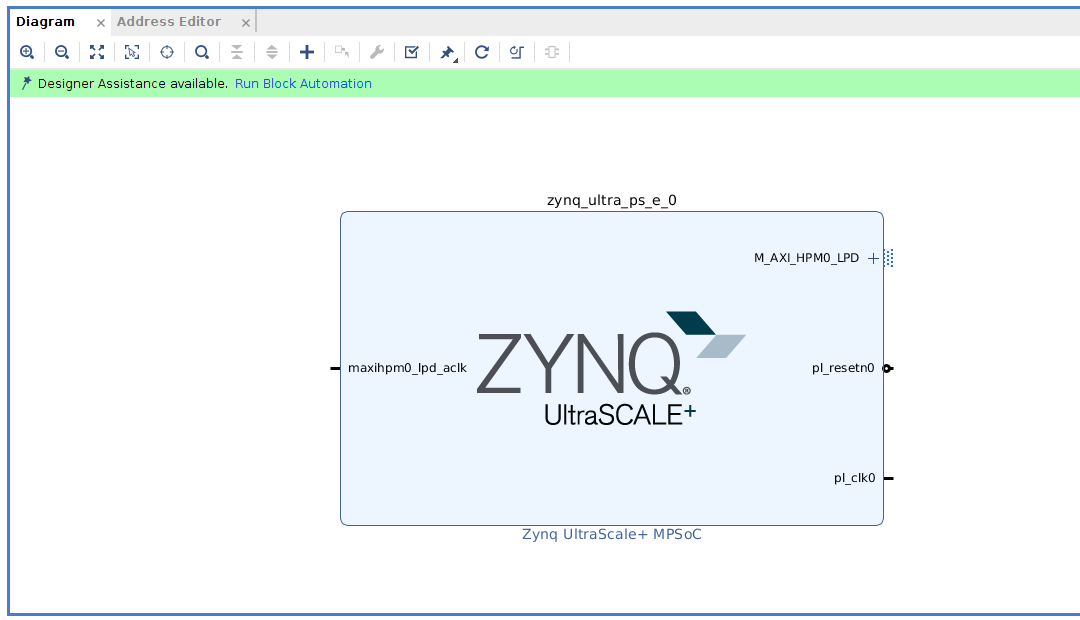 Diagram × Address Editor ×
Designer Assistance available. Run Block Automation
zynq_ultra_ps_e_0
M_AXI_HPM0_LPD
maxihpm0_lpd_aclk
ZYNQ®
UltraSCALE+
pl_resetn0
pl_clk0
Zynq UltraScale+ MPSoC